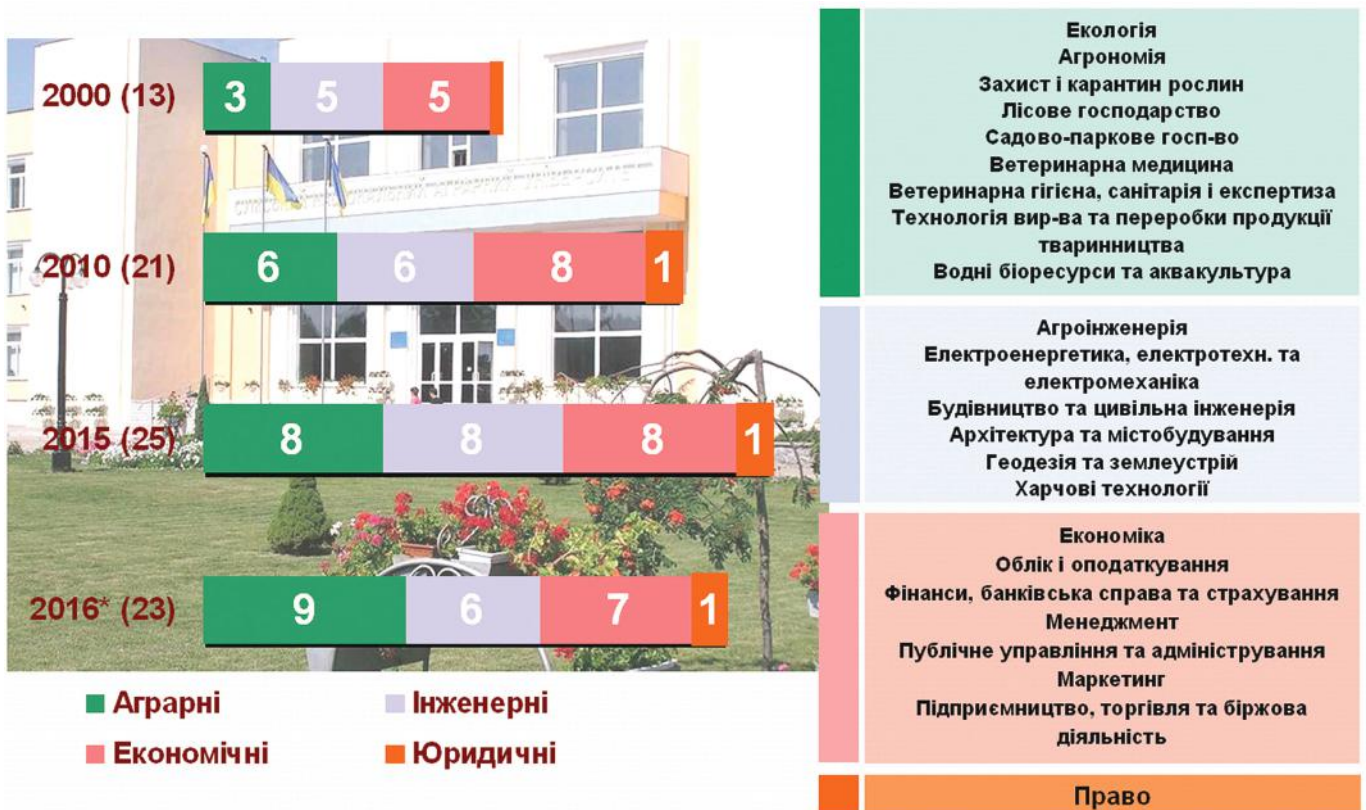 2000 (13)
3 5 5
СУМСЬКИЙ НАЦІОНАЛЬНИЙ АГРАРНИЙ УНІВЕРСИТЕТ
2010 (21)
6 6 8 1
2015 (25)
8 8 8 1
2016* (23)
9 6 7 1
Аграрні
Інженерні
Економічні
Юридичні
Екологія
Агрономія
Захист і карантин рослин
Лісове господарство
Садово-паркове госп-во
Ветеринарна медицина
Ветеринарна гігієна, санітарія і експертиза
Технологія вир-ва та переробки продукції
тваринництва
Водні біоресурси та аквакультура
Агроінженерія
Електроенергетика, електротехн. та
електромеханіка
Будівництво та цивільна інженерія
Архітектура та містобудування
Геодезія та землеустрій
Харчові технології
Економіка
Облік і оподаткування
Фінанси, банківська справа та страхування
Менеджмент
Публічне управління та адміністрування
Маркетинг
Підприємництво, торгівля та біржова
діяльність
Право